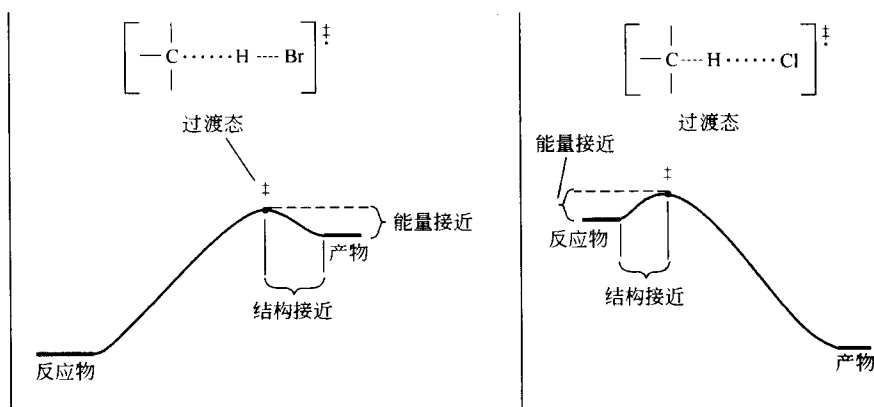 ‡
—C······H----Br
过渡态
‡
能量接近
产物
结构接近
反应物
‡
—C----H······Cl
过渡态
能量接近
‡
反应物
结构接近
产物